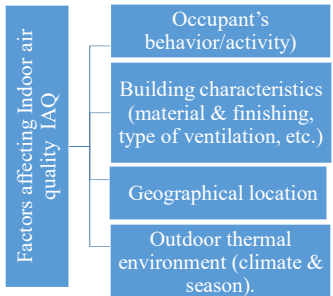 Factors affecting Indoor air
quality IAQ
Occupant's
behavior/activity)
Building characteristics
(material & finishing,
type of ventilation, etc.)
Geographical location
Outdoor thermal
environment (climate &
season).